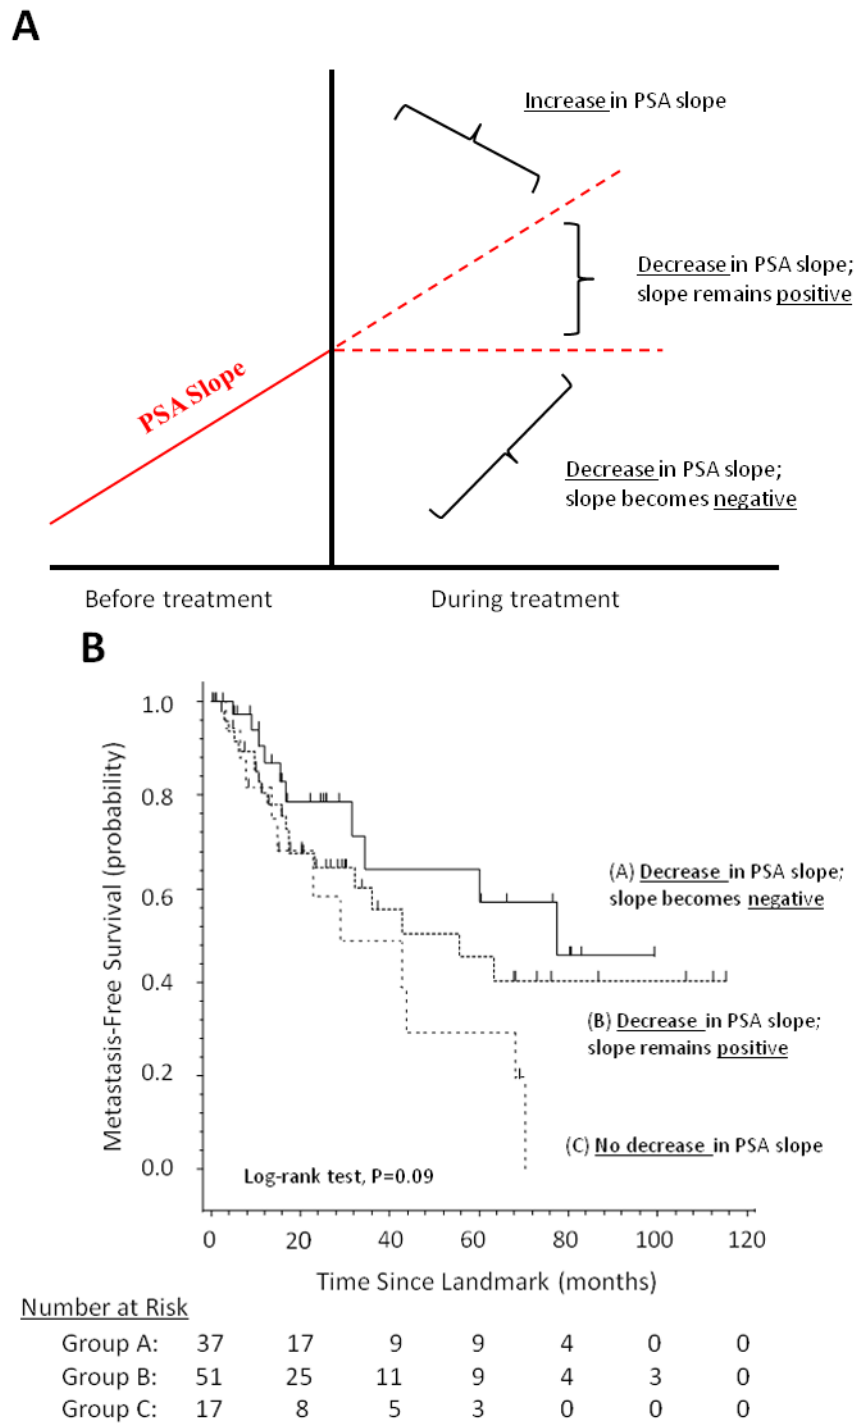 A
Increase in PSA slope
Decrease in PSA slope;
slope remains positive
PSA Slope
Decrease in PSA slope;
slope becomes negative
Before treatment
During treatment
B
Metastasis-Free Survival (probability)
1.0
0.8
0.6
0.4
0.2
0.0
(A) Decrease in PSA slope;
slope becomes negative
(B) Decrease in PSA slope;
slope remains positive
(C) No decrease in PSA slope
Log-rank test, P=0.09
0 20 40 60 80 100 120
Time Since Landmark (months)
Number at Risk
Group A: 37 17 9 9 4 0 0
Group B: 51 25 11 9 4 3 0
Group C: 17 8 5 3 0 0 0